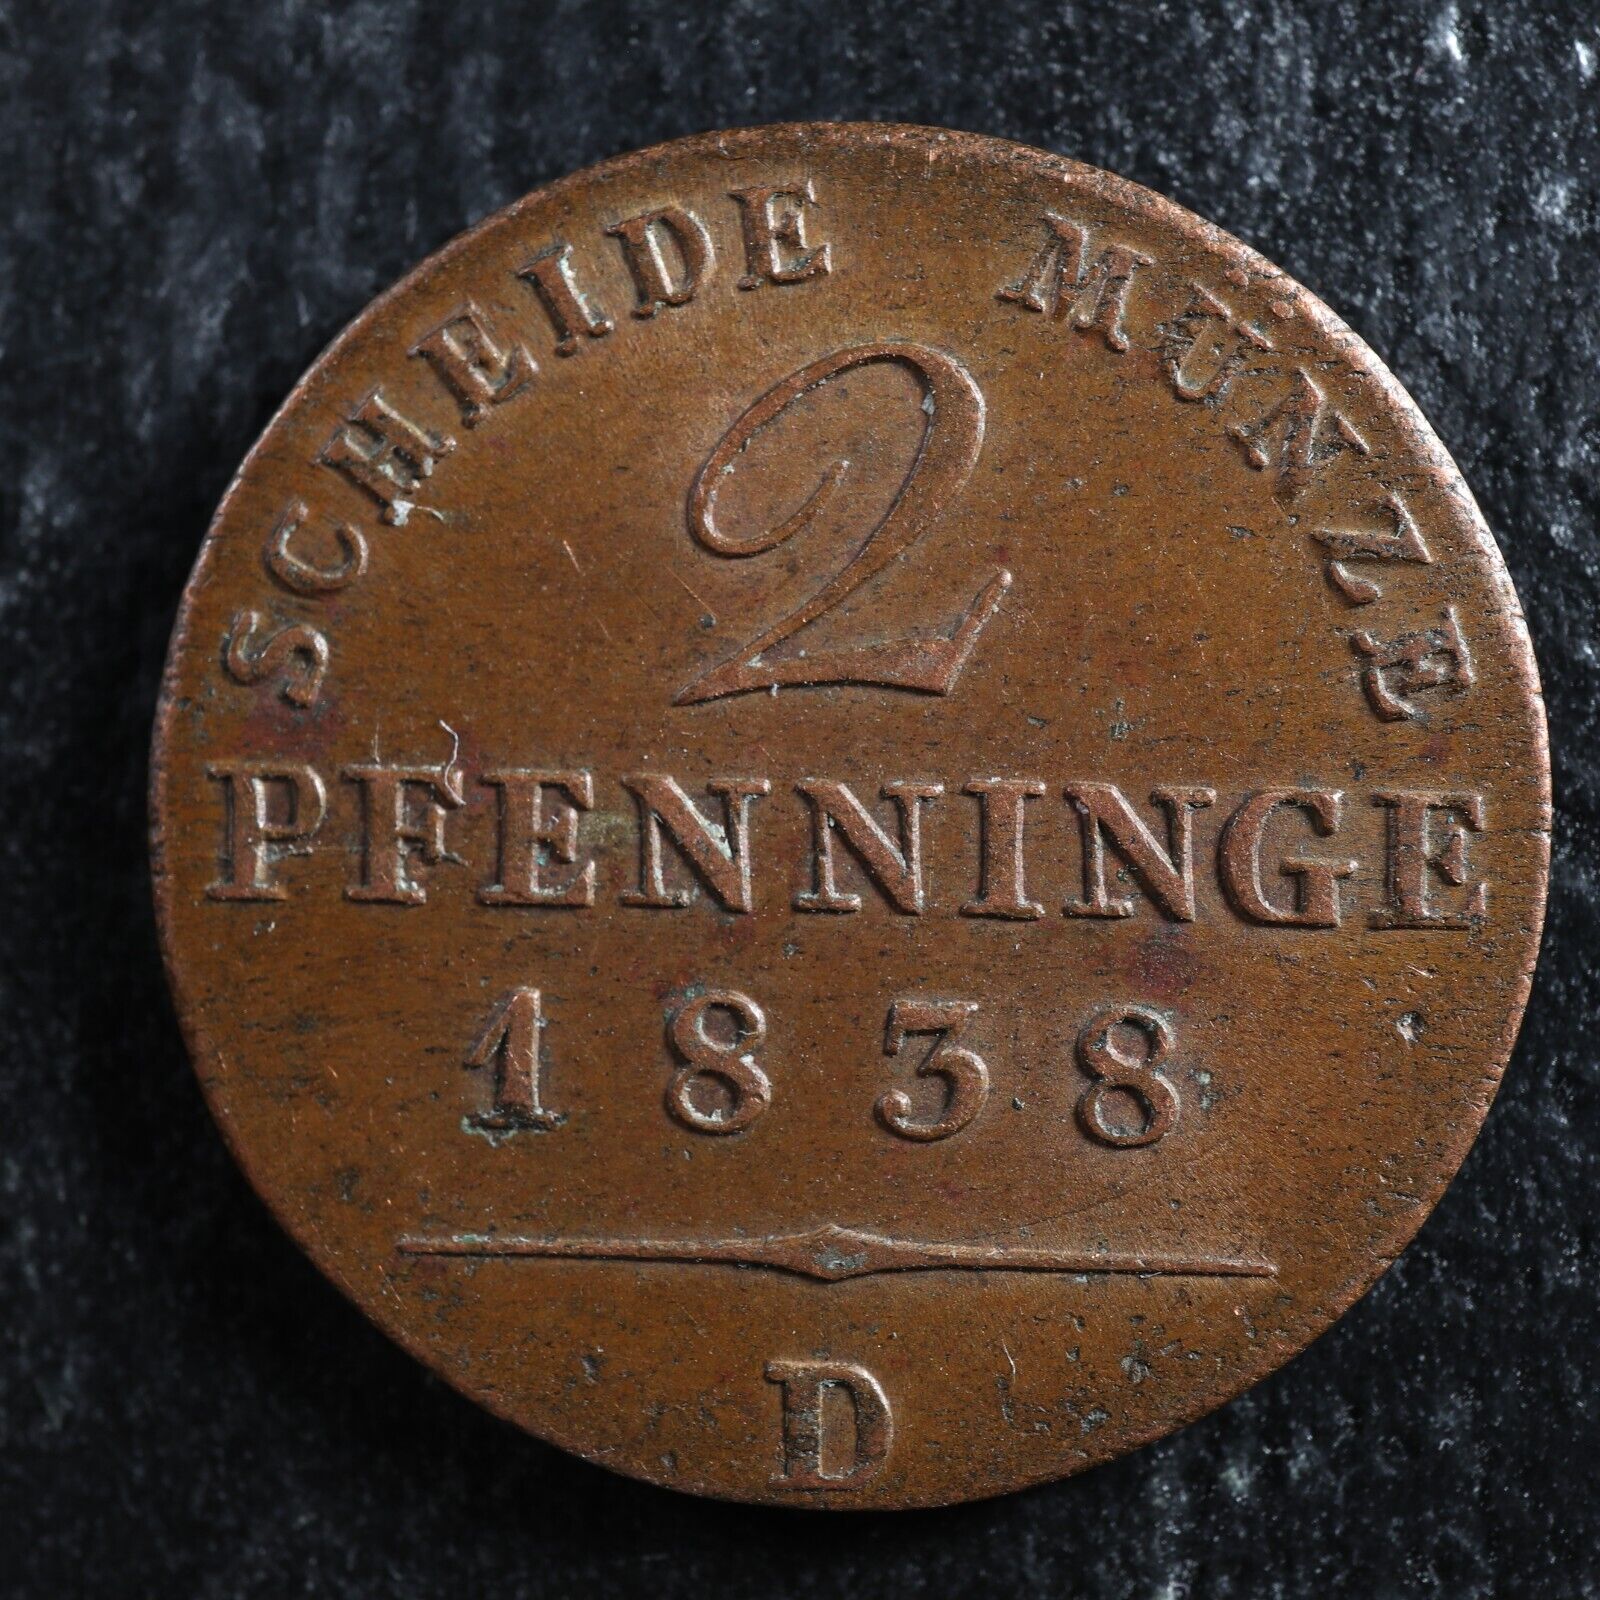 SCHEIDE MÜNZE
2
PFENNINGE
1838
D